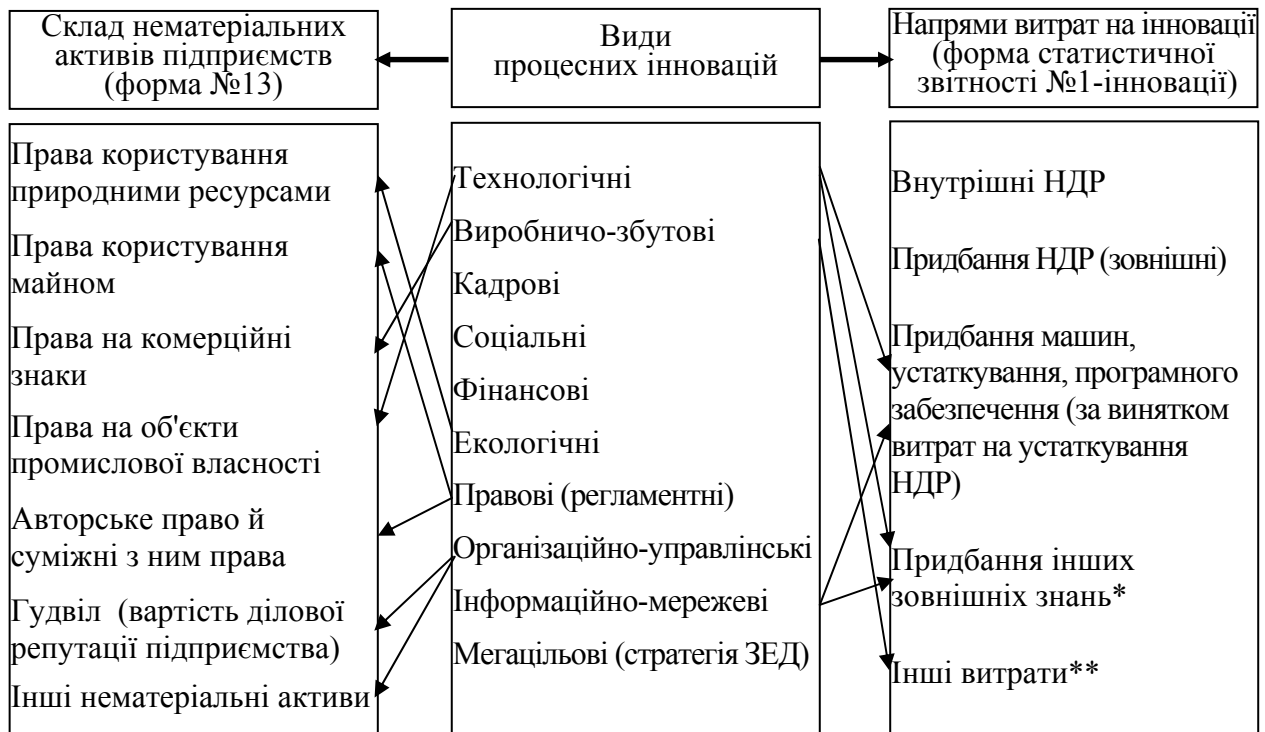 Склад нематеріальних
активів підприємств
(форма №13)
Види
процесних інновацій
Напрями витрат на інновації
(форма статистичної
звітності №1-інновації)
Права користування
природними ресурсами
Права користування
майном
Права на комерційні
знаки
Права на об'єкти
промислової власності
Авторське право й
суміжні з ним права
Гудвіл (вартість ділової
репутації підприємства)
Інші нематеріальні активи
Технологічні
Виробничо-збутові
Кадрові
Соціальні
Фінансові
Екологічні
Правові (регламентні)
Організаційно-управлінські
Інформаційно-мережеві
Мегацільові (стратегія ЗЕД)
Внутрішні НДР
Придбання НДР (зовнішні)
Придбання машин,
устаткування, програмного
забезпечення (за винятком
витрат на устаткування
НДР)
Придбання інших
зовнішніх знань*
Інші витрати**